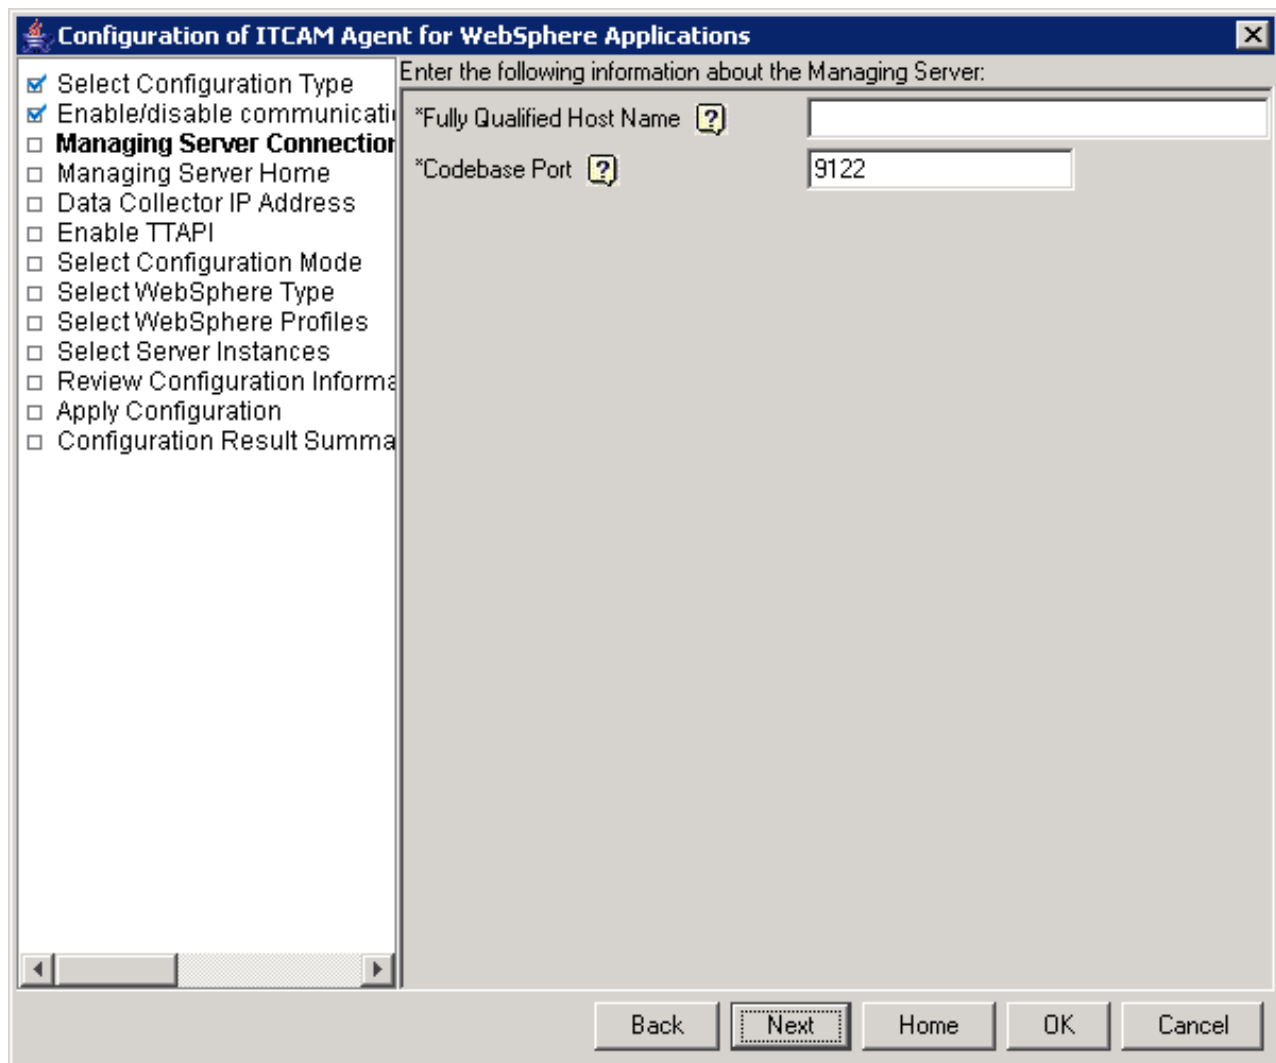 Configuration of ITCAM Agent for WebSphere Applications
Select Configuration Type
Enable/disable communicati
Managing Server Connection
Managing Server Home
Data Collector IP Address
Enable TTAPI
Select Configuration Mode
Select WebSphere Type
Select WebSphere Profiles
Select Server Instances
Review Configuration Informa
Apply Configuration
Configuration Result Summa
Enter the following information about the Managing Server:
*Fully Qualified Host Name ?
*Codebase Port ? 9122
Back Next Home OK Cancel